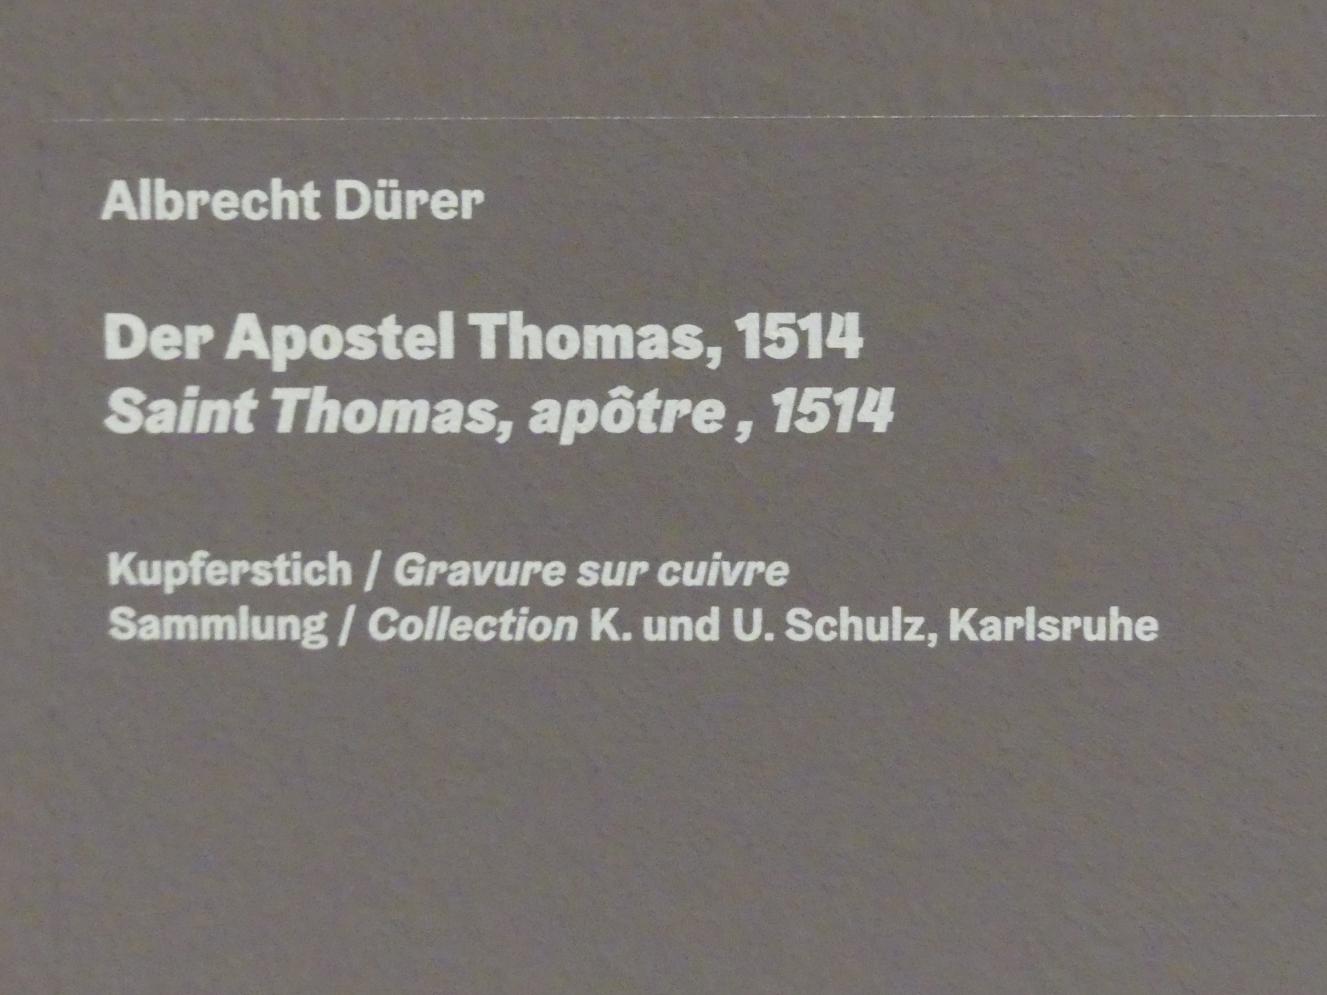 Albrecht Dürer
Der Apostel Thomas, 1514
Saint Thomas, apôtre , 1514
Kupferstich / Gravure sur cuivre
Sammlung / Collection K. und U. Schulz, Karlsruhe